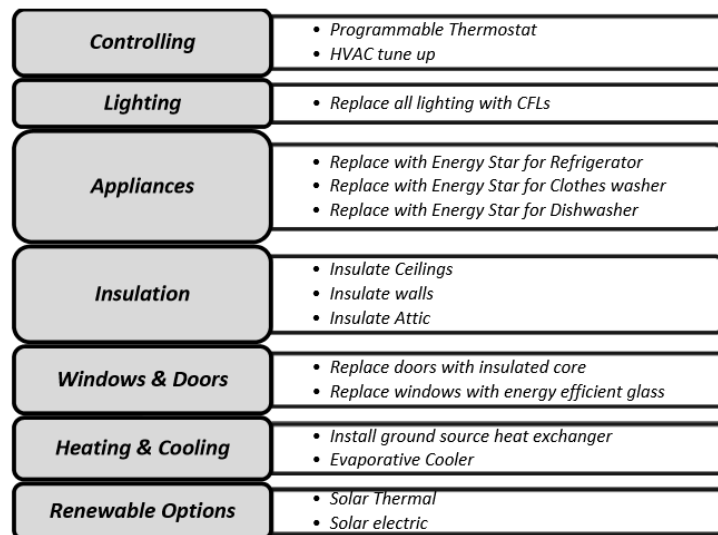 Controlling
• Programmable Thermostat
• HVAC tune up
Lighting
• Replace all lighting with CFLs
Appliances
• Replace with Energy Star for Refrigerator
• Replace with Energy Star for Clothes washer
• Replace with Energy Star for Dishwasher
Insulation
• Insulate Ceilings
• Insulate walls
• Insulate Attic
Windows & Doors
• Replace doors with insulated core
• Replace windows with energy efficient glass
Heating & Cooling
• Install ground source heat exchanger
• Evaporative Cooler
Renewable Options
• Solar Thermal
• Solar electric